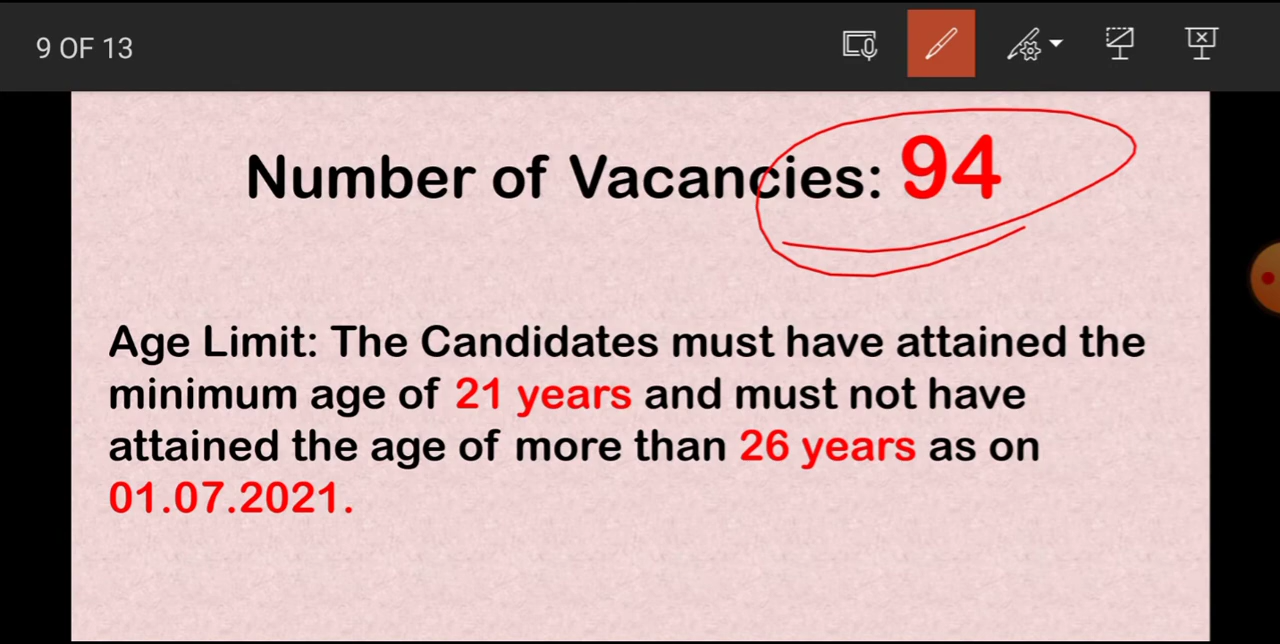 9 OF 13
Number of Vacancies: 94
Age Limit: The Candidates must have attained the
minimum age of 21 years and must not have
attained the age of more than 26 years as on
01.07.2021.